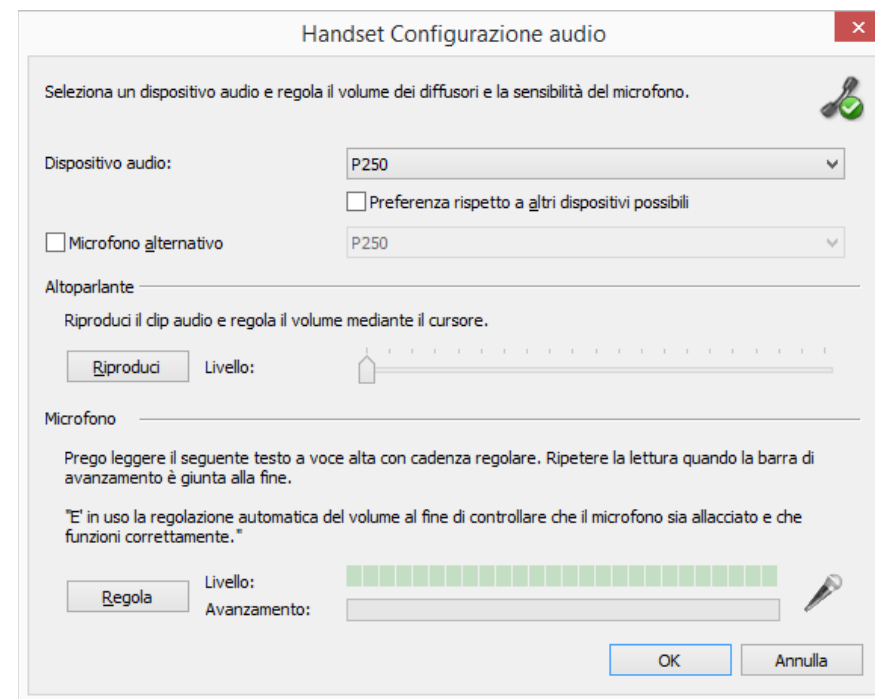 Handset Configurazione audio
Seleziona un dispositivo audio e regola il volume dei diffusori e la sensibilità del microfono.
Dispositivo audio:
P250
Preferenza rispetto a altri dispositivi possibili
Microfono alternativo
P250
Altoparlante
Riproduci il clip audio e regola il volume mediante il cursore.
Riproduci
Livello:
Microfono
Prego leggere il seguente testo a voce alta con cadenza regolare. Ripetere la lettura quando la barra di
avanzamento è giunta alla fine.
"E' in uso la regolazione automatica del volume al fine di controllare che il microfono sia allacciato e che
funzioni correttamente."
Regola
Livello:
Avanzamento:
OK
Annulla